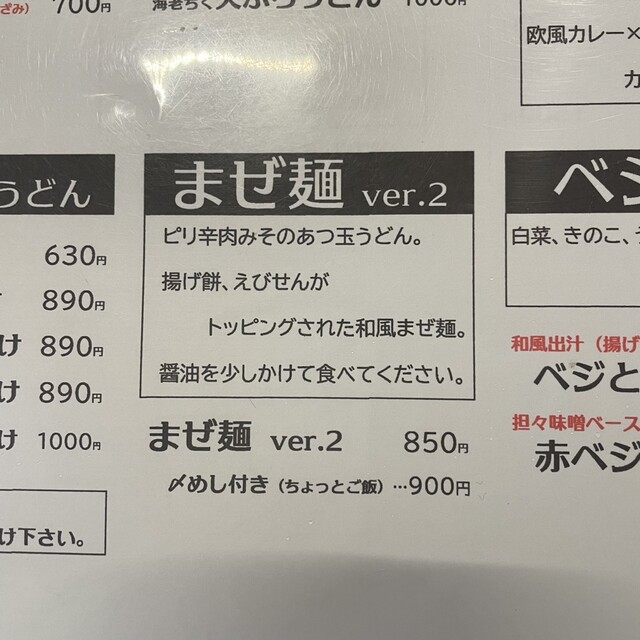 ざみ) 700円
海老ちく天ぷらうどん 1000円
欧風カレー×
カ
うどん
630円
890円
け 890円
け 890円
け 1000円
け下さい。
まぜ麺 ver.2
ピリ辛肉みそのあつ玉うどん。
揚げ餅、えびせんが
トッピングされた和風まぜ麺。
醤油を少しかけて食べてください。
まぜ麺 ver.2 850円
〆めし付き(ちょっとご飯)…900円
ベジ
白菜、きのこ、
和風出汁(揚げ
ベジと
担々味噌ベース
赤ベジ